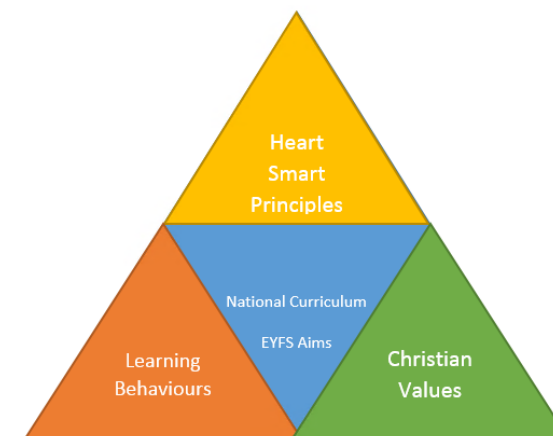 Heart
Smart
Principles
National Curriculum
EYFS Aims
Learning
Behaviours
Christian
Values